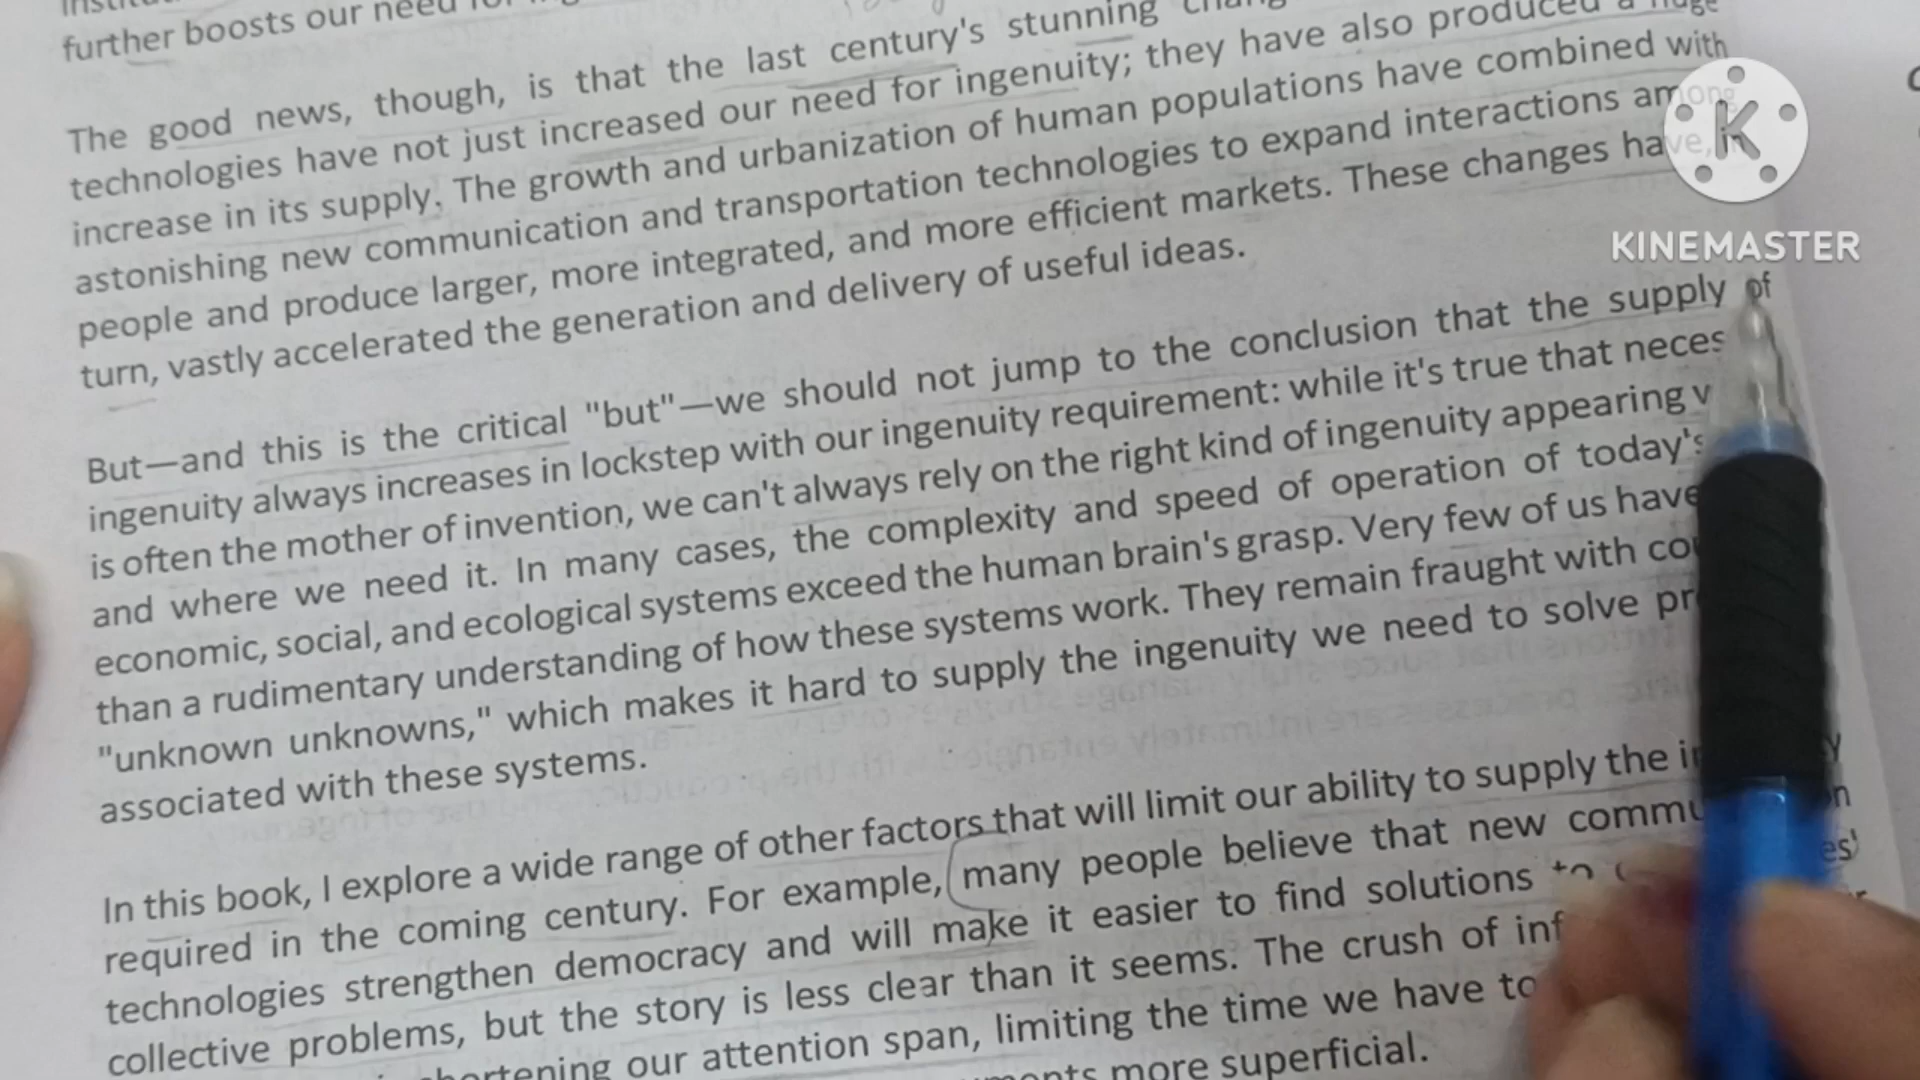 further boosts our need
The good news, though, is that the last century's stunning
technologies have not just increased our need for ingenuity; they have also produced a huge
increase in its supply. The growth and urbanization of human populations have combined with
astonishing new communication and transportation technologies to expand interactions among
people and produce larger, more integrated, and more efficient markets. These changes have, in
turn, vastly accelerated the generation and delivery of useful ideas.
But—and this is the critical "but"—we should not jump to the conclusion that the supply of
ingenuity always increases in lockstep with our ingenuity requirement: while it's true that
is often the mother of invention, we can't always rely on the right kind of ingenuity appearing
and where we need it. In many cases, the complexity and speed of operation of today's
economic, social, and ecological systems exceed the human brain's grasp. Very few of us have
than a rudimentary understanding of how these systems work. They remain fraught with
"unknown unknowns," which makes it hard to supply the ingenuity we need to solve
associated with these systems.
In this book, I explore a wide range of other factors that will limit our ability to supply the
required in the coming century. For example, many people believe that new
technologies strengthen democracy and will make it easier to find solutions to
collective problems, but the story is less clear than it seems. The crush of
our attention span, limiting the time we have to
more superficial.
KINEMASTER